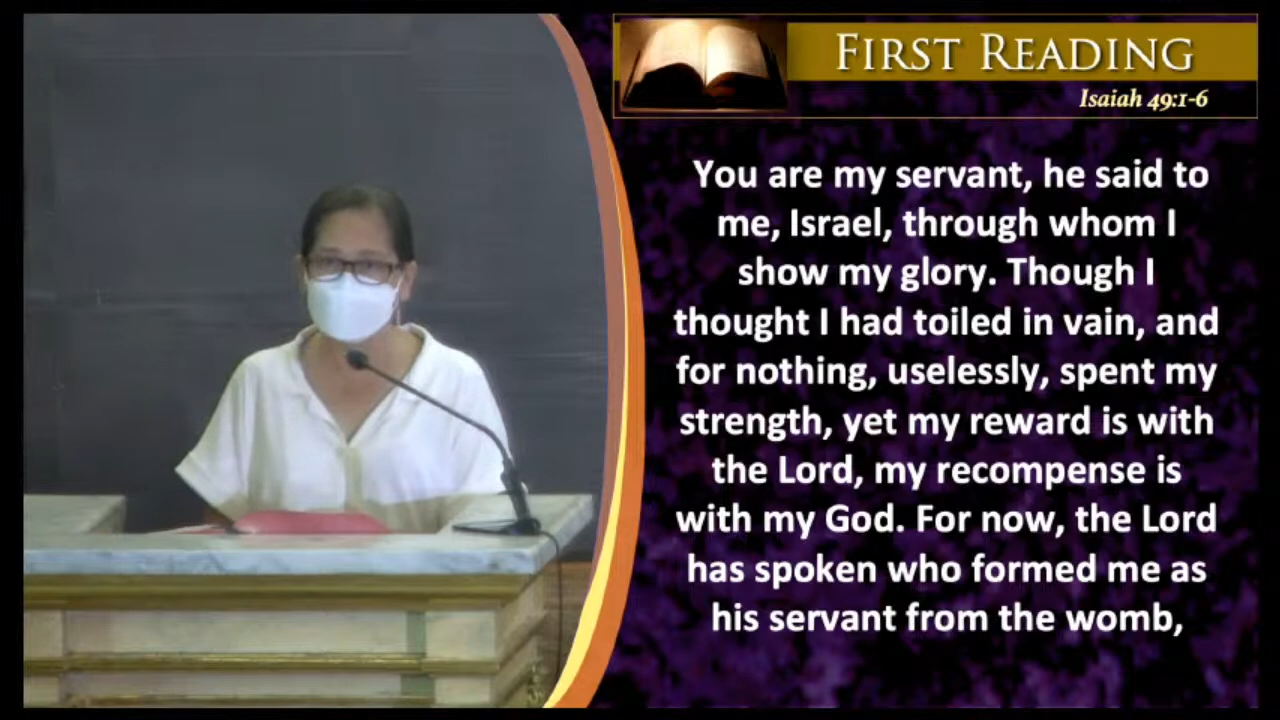 FIRST READING
Isaiah 49:1-6
You are my servant, he said to
me, Israel, through whom I
show my glory. Though I
thought I had toiled in vain, and
for nothing, uselessly, spent my
strength, yet my reward is with
the Lord, my recompense is
with my God. For now, the Lord
has spoken who formed me as
his servant from the womb,